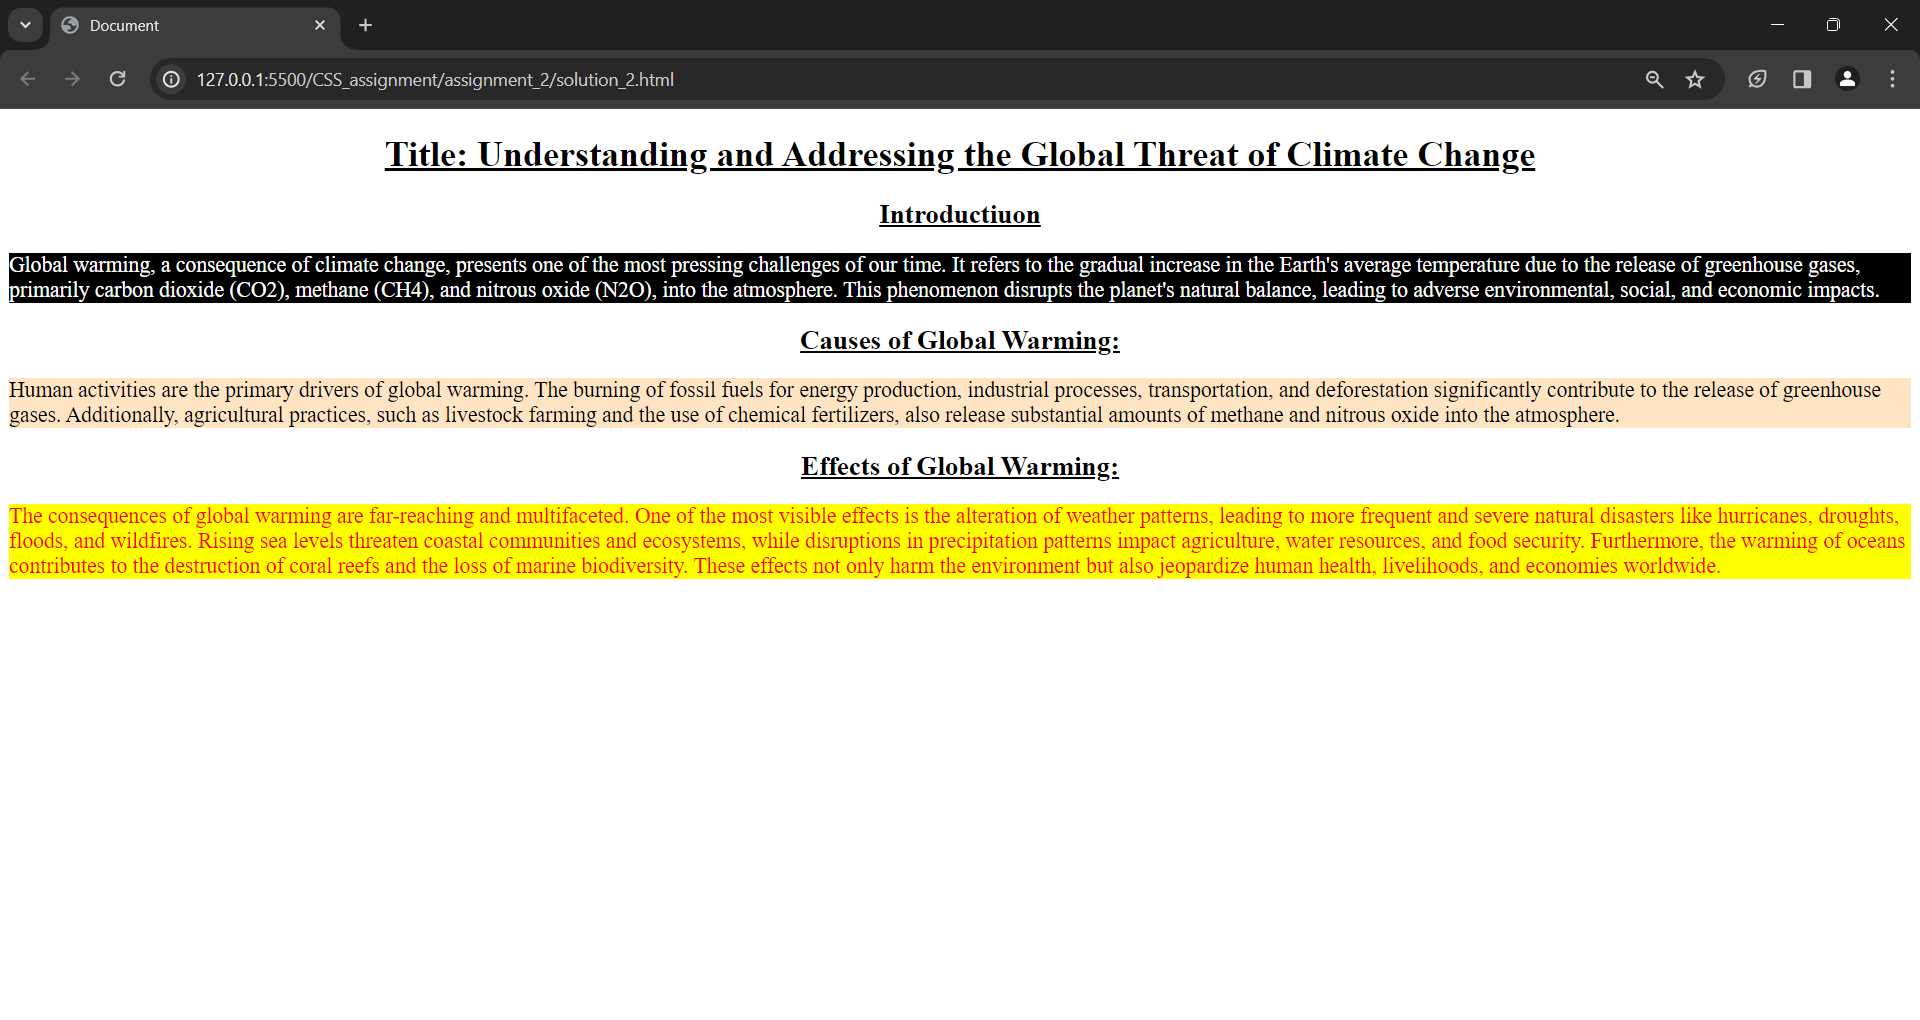 Document
127.0.0.1:5500/CSS_assignment/assignment_2/solution_2.html
Title: Understanding and Addressing the Global Threat of Climate Change
Introductiuon
Global warming, a consequence of climate change, presents one of the most pressing challenges of our time. It refers to the gradual increase in the Earth's average temperature due to the release of greenhouse gases,
primarily carbon dioxide (CO2), methane (CH4), and nitrous oxide (N2O), into the atmosphere. This phenomenon disrupts the planet's natural balance, leading to adverse environmental, social, and economic impacts.
Causes of Global Warming:
Human activities are the primary drivers of global warming. The burning of fossil fuels for energy production, industrial processes, transportation, and deforestation significantly contribute to the release of greenhouse
gases. Additionally, agricultural practices, such as livestock farming and the use of chemical fertilizers, also release substantial amounts of methane and nitrous oxide into the atmosphere.
Effects of Global Warming:
The consequences of global warming are far-reaching and multifaceted. One of the most visible effects is the alteration of weather patterns, leading to more frequent and severe natural disasters like hurricanes, droughts,
floods, and wildfires. Rising sea levels threaten coastal communities and ecosystems, while disruptions in precipitation patterns impact agriculture, water resources, and food security. Furthermore, the warming of oceans
contributes to the destruction of coral reefs and the loss of marine biodiversity. These effects not only harm the environment but also jeopardize human health, livelihoods, and economies worldwide.